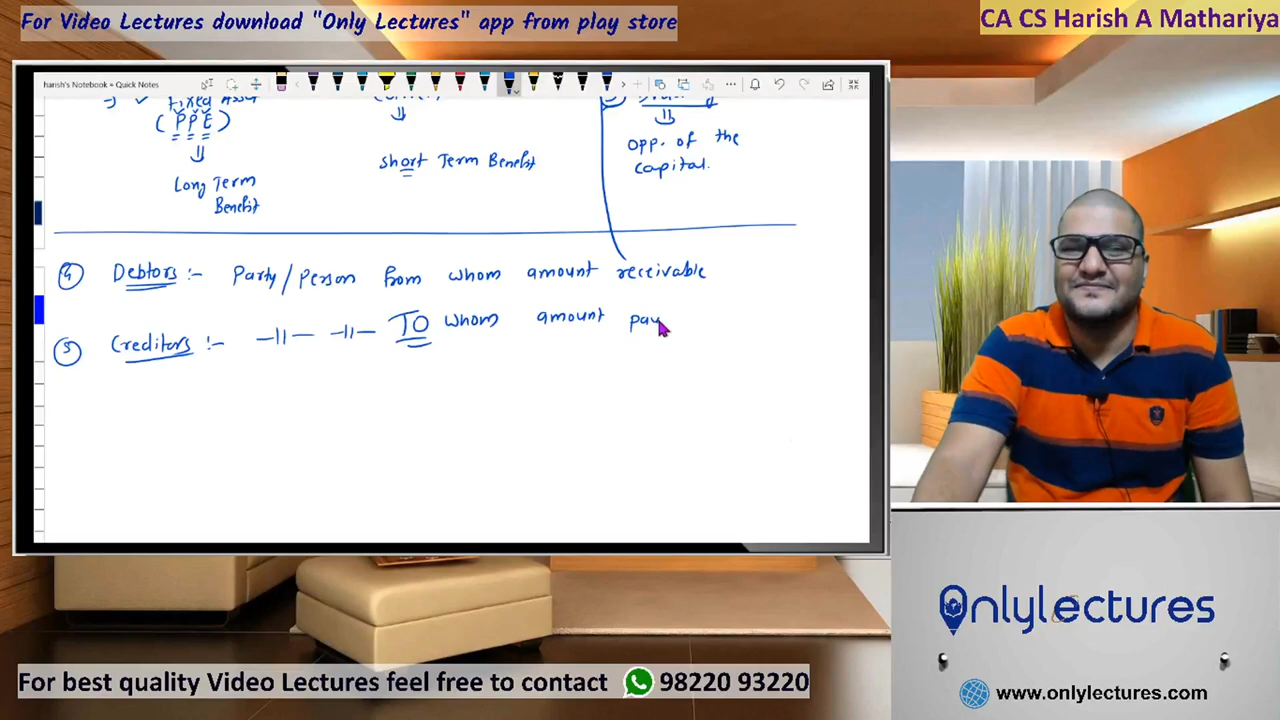 For Video Lectures download "Only Lectures" app from play store
CA CS Harish A Mathariya
harish's Notebook » Quick Notes
Fixed Asset
(PPE)
Long Term
Benefit
short Term Benefit
opp. of the
capital.
4 Debtors :- Party/person from whom amount receivable
5 Creditors :- -||- -||- TO whom amount pay
Onlylectures
For best quality Video Lectures feel free to contact 98220 93220
www.onlylectures.com